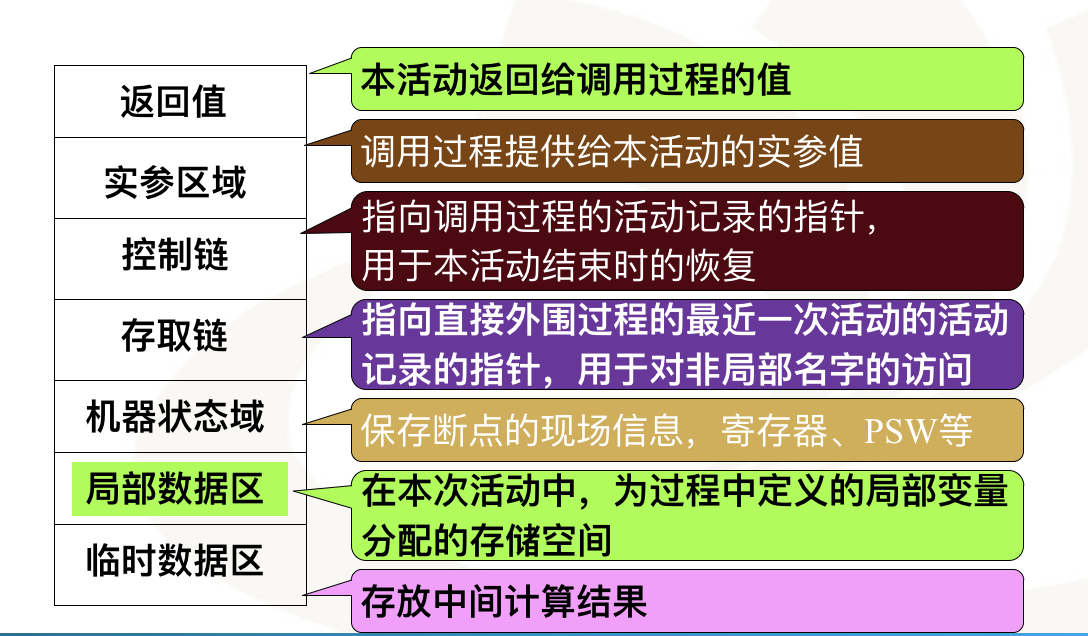 返回值
本活动返回给调用过程的值
实参区域
调用过程提供给本活动的实参值
控制链
指向调用过程的活动记录的指针，
用于本活动结束时的恢复
存取链
指向直接外围过程的最近一次活动的活动
记录的指针，用于对非局部名字的访问
机器状态域
保存断点的现场信息，寄存器、PSW等
局部数据区
在本次活动中，为过程中定义的局部变量
分配的存储空间
临时数据区
存放中间计算结果